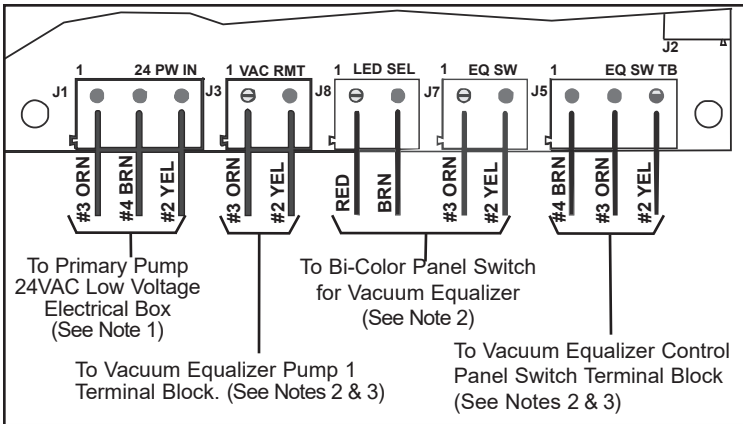 J2
1 24 PW IN
1 VAC RMT
1 LED SEL
1 EQ SW
1 EQ SW TB
J1
J3
J8
J7
J5
#3 ORN
#4 BRN
#2 YEL
#3 ORN
#2 YEL
RED
BRN
#3 ORN
#2 YEL
#4 BRN
#3 ORN
#2 YEL
To Primary Pump
24VAC Low Voltage
Electrical Box
(See Note 1)
To Vacuum Equalizer Pump 1
Terminal Block. (See Notes 2 & 3)
To Bi-Color Panel Switch
for Vacuum Equalizer
(See Note 2)
To Vacuum Equalizer Control
Panel Switch Terminal Block
(See Notes 2 & 3)